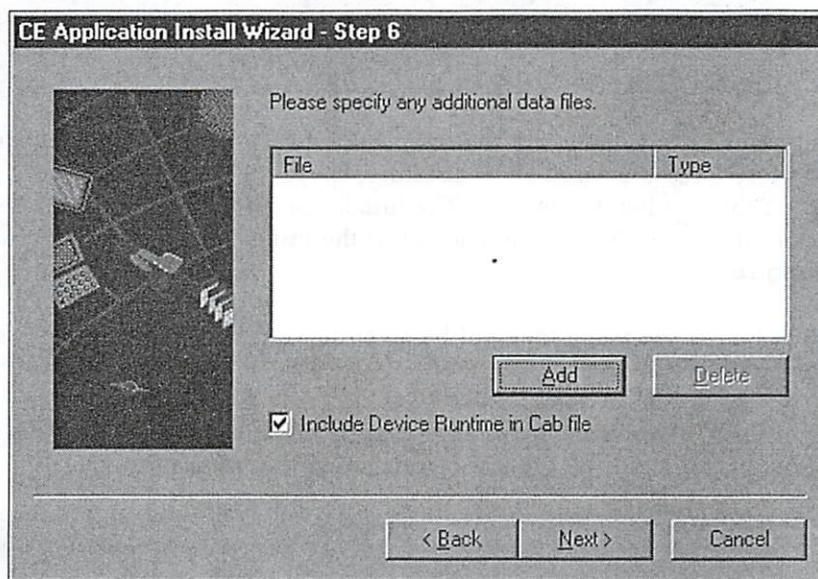 CE Application Install Wizard - Step 6
Please specify any additional data files.
File Type
Add Delete
Include Device Runtime in Cab file
< Back Next > Cancel